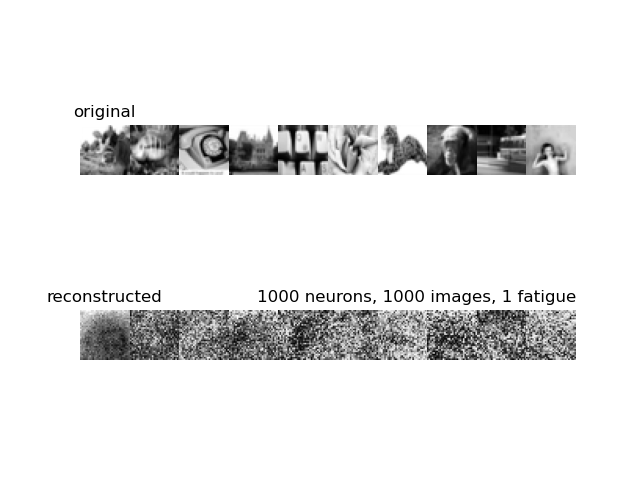 original
reconstructed
1000 neurons, 1000 images, 1 fatigue